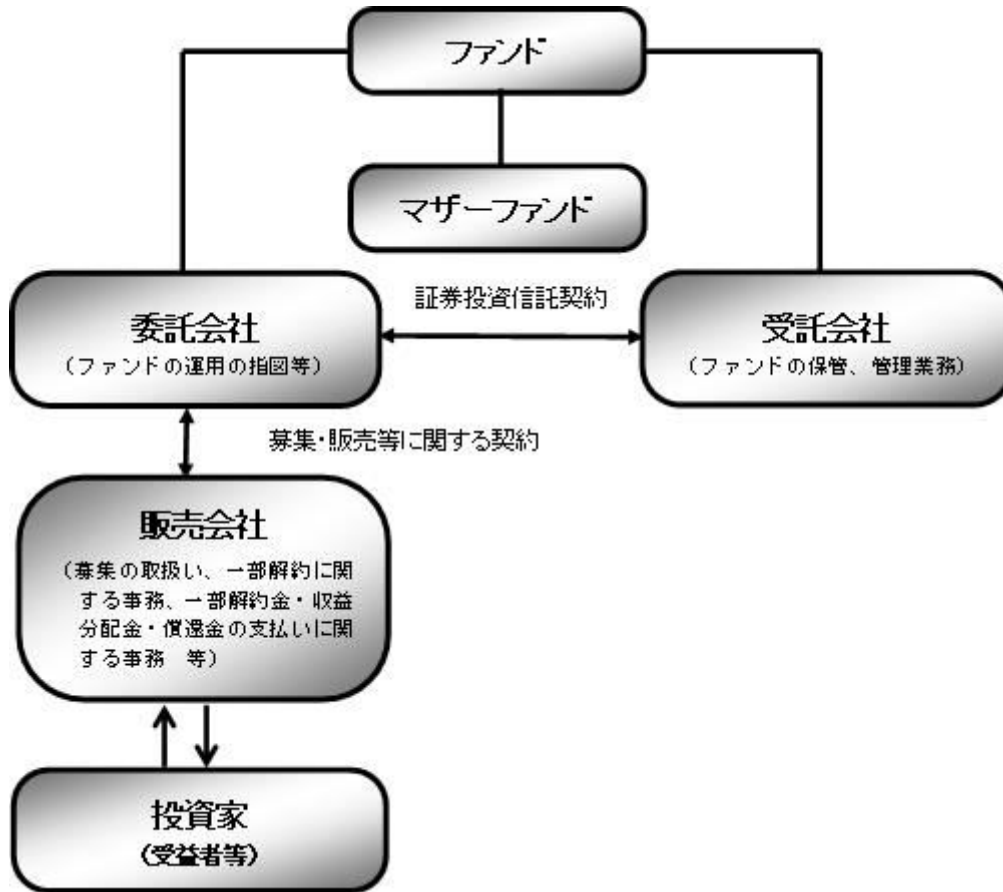 ファンド
マザーファンド
証券投資信託契約
委託会社
（ファンドの運用の指図等）
受託会社
（ファンドの保管、管理業務）
募集・販売等に関する契約
販売会社
（募集の取扱い、一部解約に関
する事務、一部解約金・収益
分配金・償還金の支払いに関
する事務　等）
投資家
（受益者等）